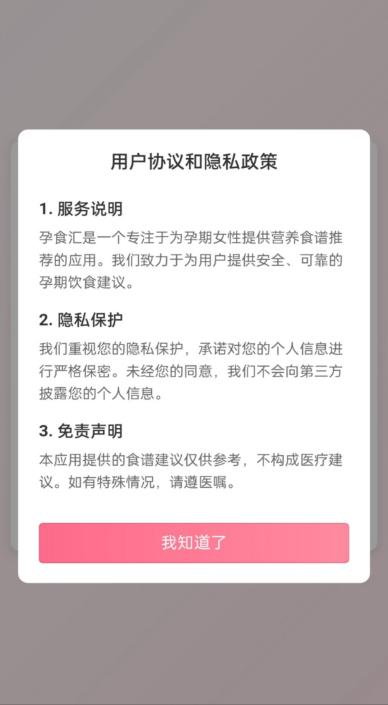 用户协议和隐私政策
1. 服务说明
孕食汇是一个专注于为孕期女性提供营养食谱推
荐的应用。我们致力于为用户提供安全、可靠的
孕期饮食建议。
2. 隐私保护
我们重视您的隐私保护，承诺对您的个人信息进
行严格保密。未经您的同意，我们不会向第三方
披露您的个人信息。
3. 免责声明
本应用提供的食谱建议仅供参考，不构成医疗建
议。如有特殊情况，请遵医嘱。
我知道了